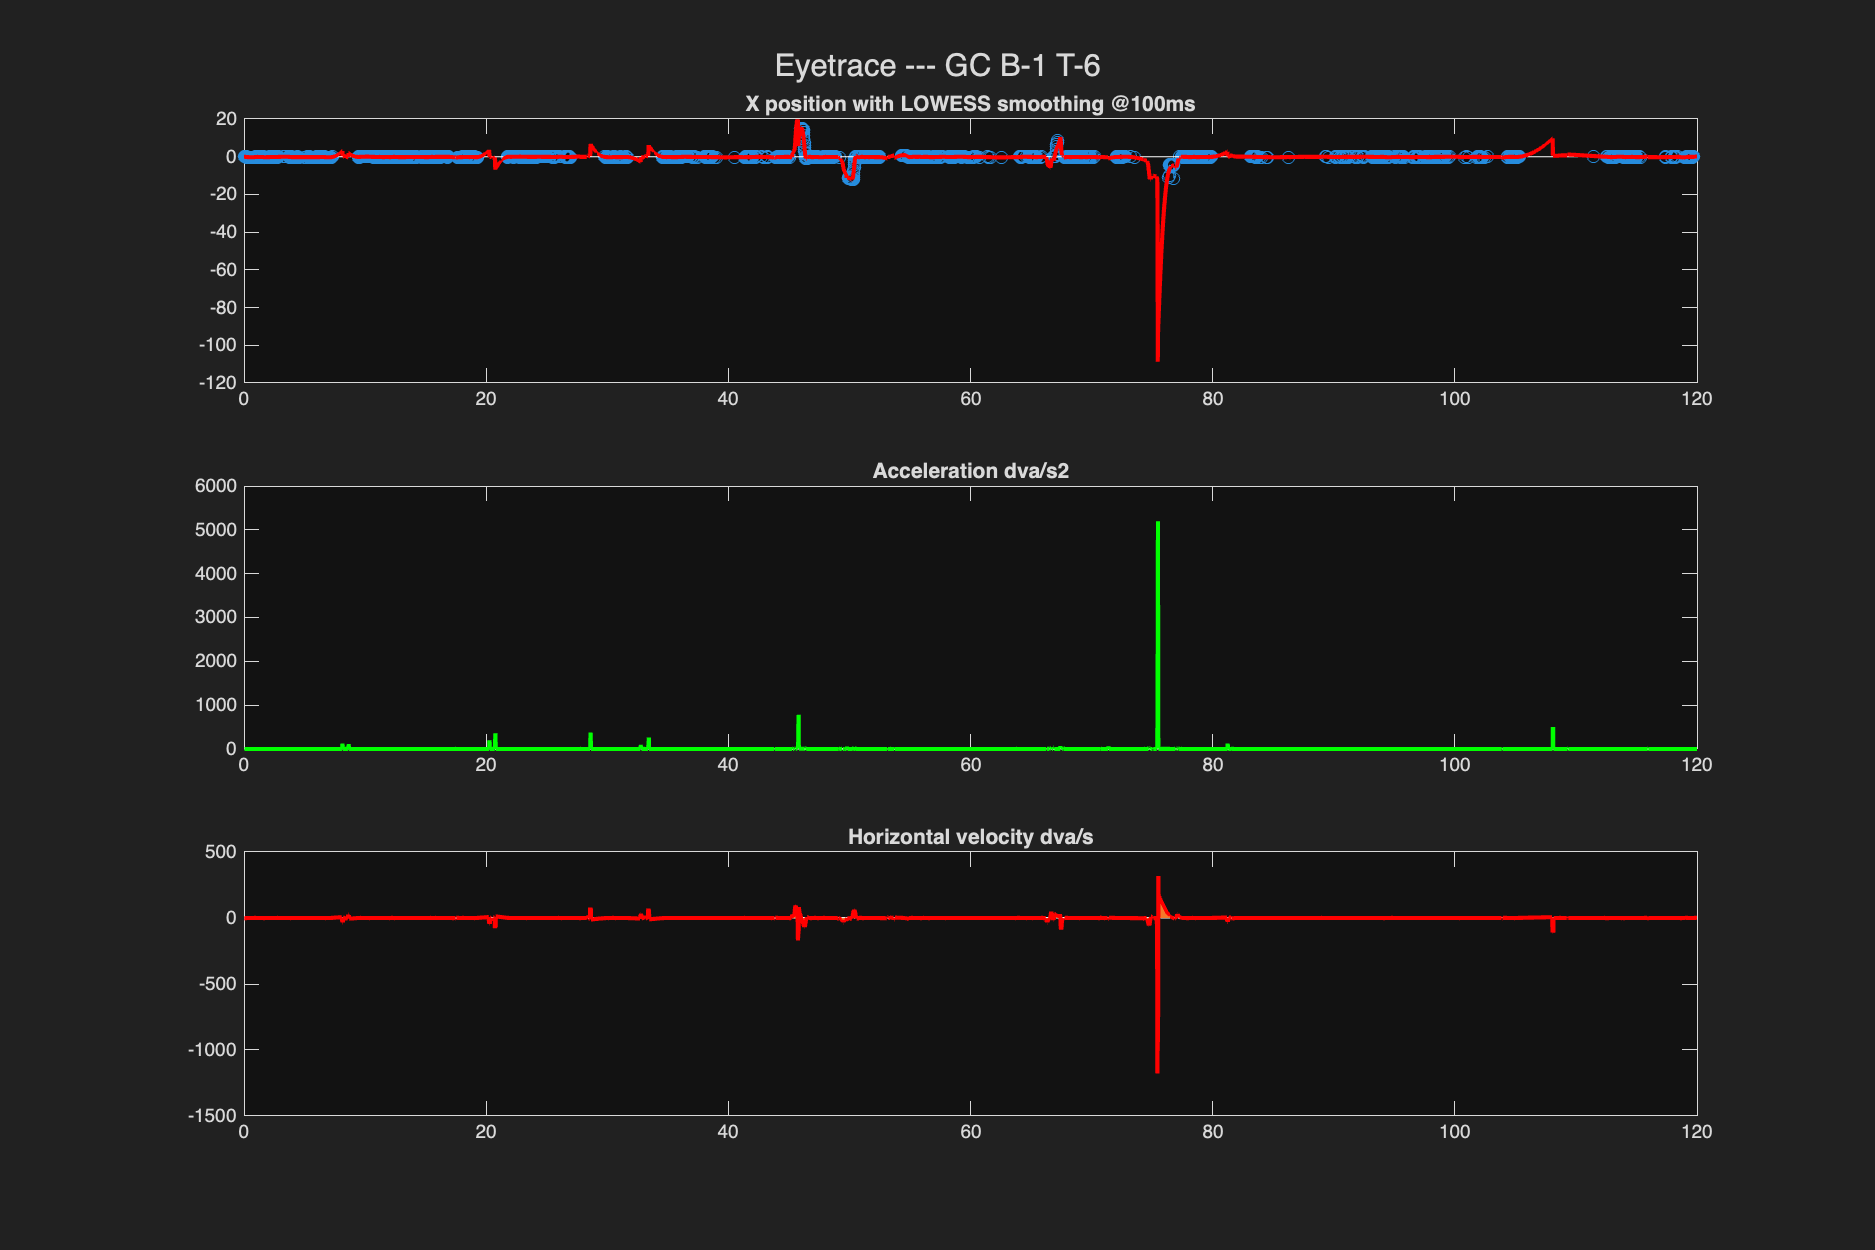 Eyetrace --- GC B-1 T-6
X position with LOWESS smoothing @100ms
20
0
-20
-40
-60
-80
-100
-120
0 20 40 60 80 100 120
Acceleration dva/s2
6000
5000
4000
3000
2000
1000
0
0 20 40 60 80 100 120
Horizontal velocity dva/s
500
0
-500
-1000
-1500
0 20 40 60 80 100 120